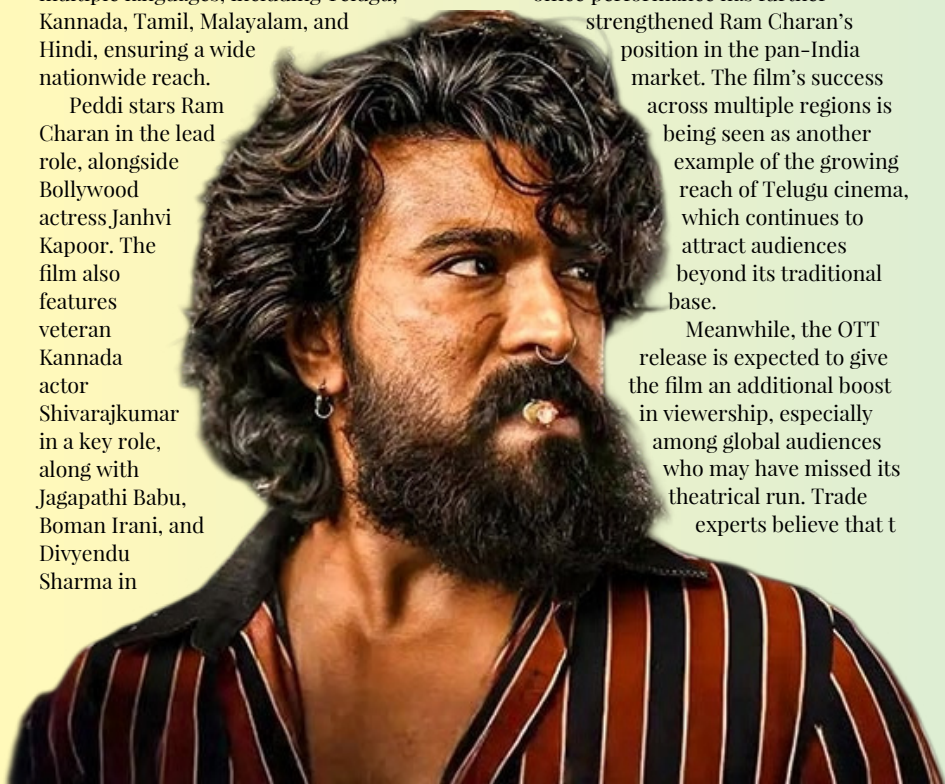 Kannada, Tamil, Malayalam, and
Hindi, ensuring a wide
nationwide reach.
Peddi stars Ram
Charan in the lead
role, alongside
Bollywood
actress Janhvi
Kapoor. The
film also
features
veteran
Kannada
actor
Shivarajkumar
in a key role,
along with
Jagapathi Babu,
Boman Irani, and
Divyendu
Sharma in
strengthened Ram Charan’s
position in the pan-India
market. The film’s success
across multiple regions is
being seen as another
example of the growing
reach of Telugu cinema,
which continues to
attract audiences
beyond its traditional
base.
Meanwhile, the OTT
release is expected to give
the film an additional boost
in viewership, especially
among global audiences
who may have missed its
theatrical run. Trade
experts believe that t